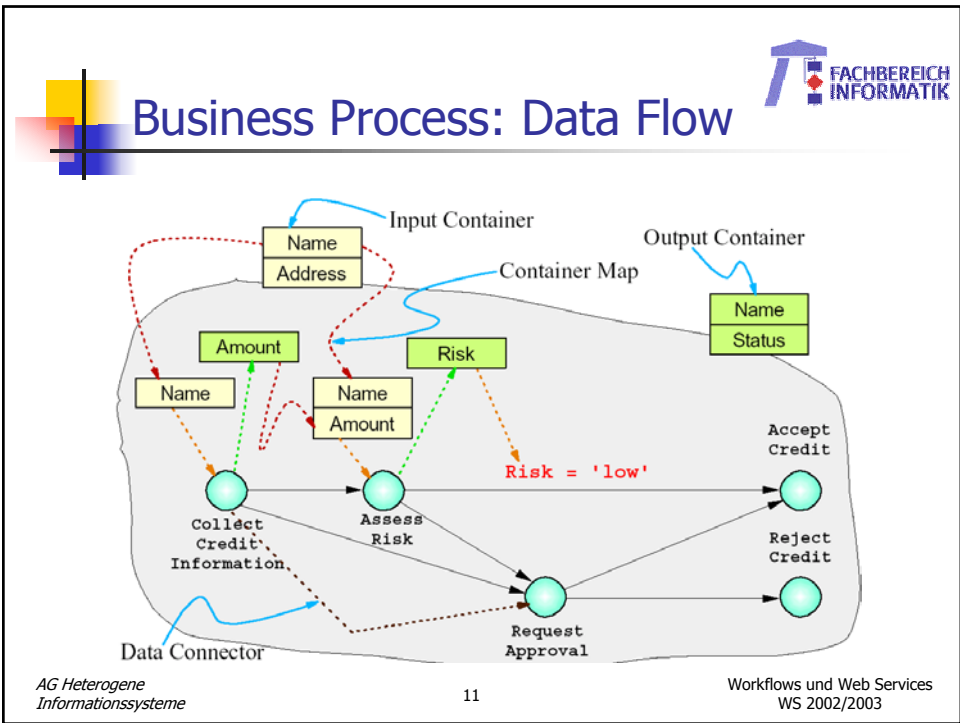 FACHBEREICH
INFORMATIK
Business Process: Data Flow
Input Container
Output Container
Name
Address
Container Map
Name
Status
Amount
Risk
Name
Name
Amount
Accept
Credit
Risk = 'low'
Collect
Credit
Information
Assess
Risk
Reject
Credit
Request
Approval
Data Connector
AG Heterogene
Informationssysteme
11
Workflows und Web Services
WS 2002/2003